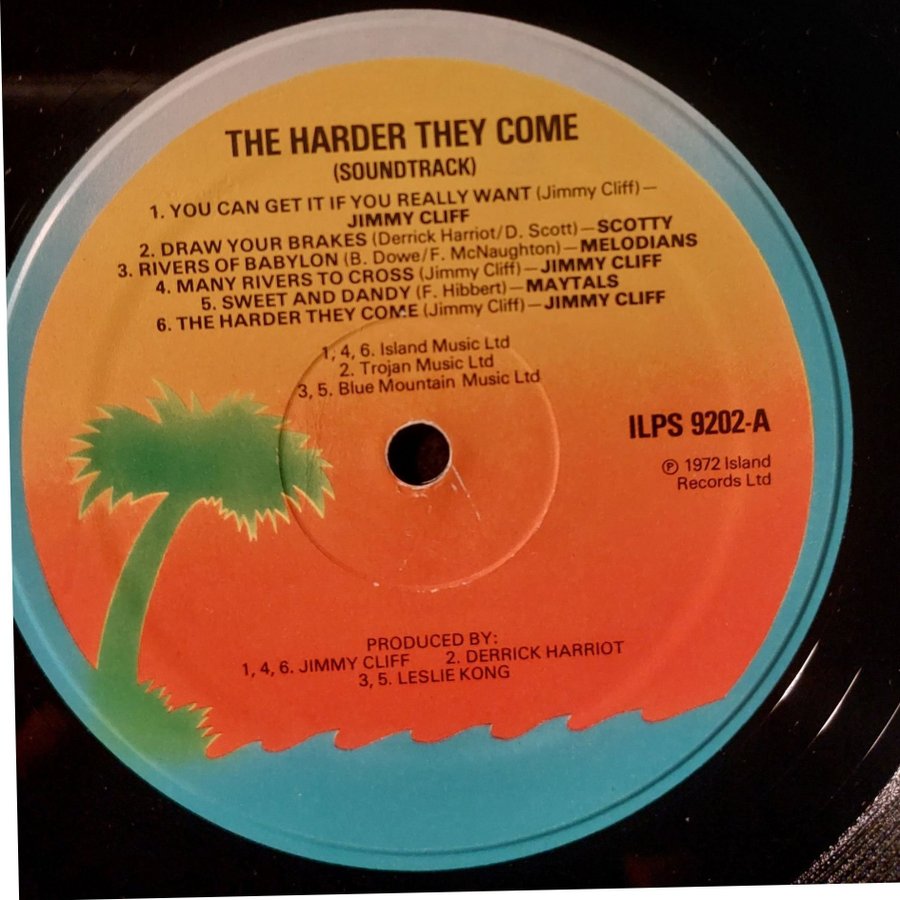 THE HARDER THEY COME
(SOUNDTRACK)
1. YOU CAN GET IT IF YOU REALLY WANT (Jimmy Cliff)—
JIMMY CLIFF
2. DRAW YOUR BRAKES (Derrick Harriot/D. Scott)—SCOTTY
3. RIVERS OF BABYLON (B. Dowe/F. McNaughton)—MELODIANS
4. MANY RIVERS TO CROSS (Jimmy Cliff)—JIMMY CLIFF
5. SWEET AND DANDY (F. Hibbert)—MAYTALS
6. THE HARDER THEY COME (Jimmy Cliff)—JIMMY CLIFF
1, 4, 6. Island Music Ltd
2. Trojan Music Ltd
3, 5. Blue Mountain Music Ltd
ILPS 9202-A
℗ 1972 Island
Records Ltd
PRODUCED BY:
1, 4, 6. JIMMY CLIFF 2. DERRICK HARRIOT
3, 5. LESLIE KONG